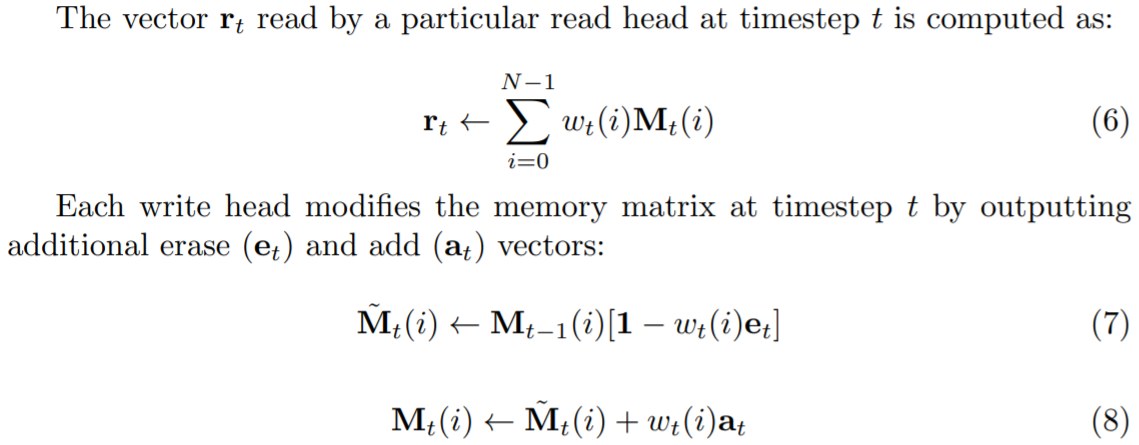 The vector r_t read by a particular read head at timestep t is computed as:
r_t ← ∑_{i=0}^{N−1} w_t(i)M_t(i) (6)
Each write head modifies the memory matrix at timestep t by outputting
additional erase (e_t) and add (a_t) vectors:
M̃_t(i) ← M_{t−1}(i)[1 − w_t(i)e_t] (7)
M_t(i) ← M̃_t(i) + w_t(i)a_t (8)